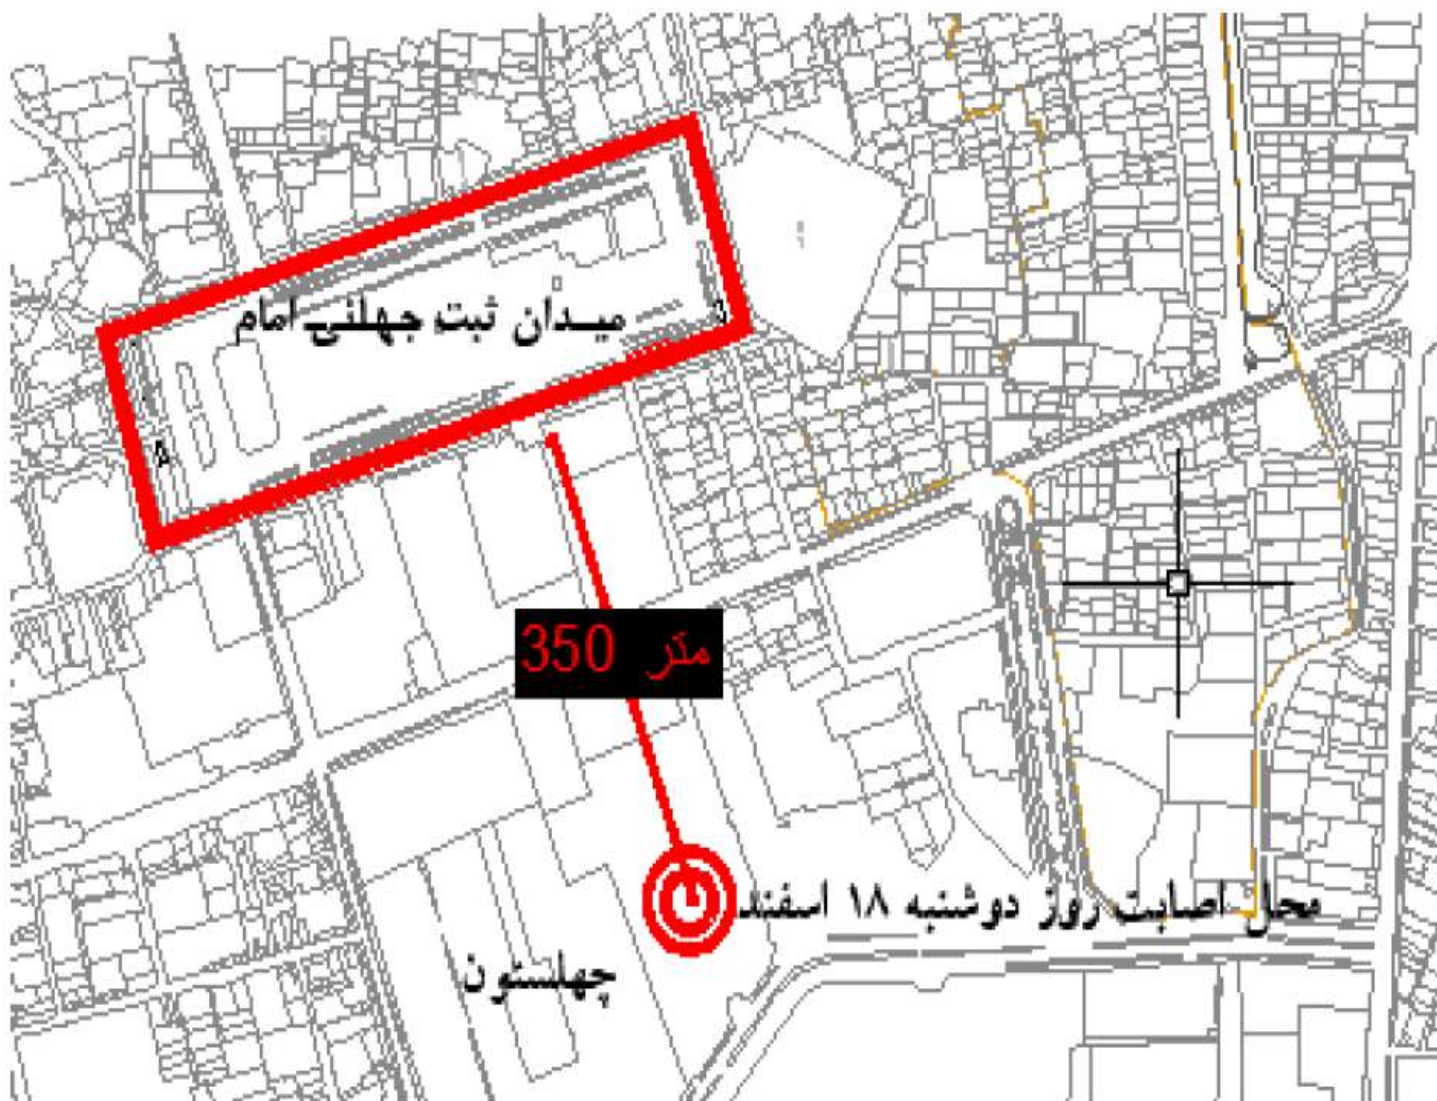 میدان ثبت جهانی امام
350 متر
محل اصابت روز دوشنبه ۱۸ اسفند
چهلستون